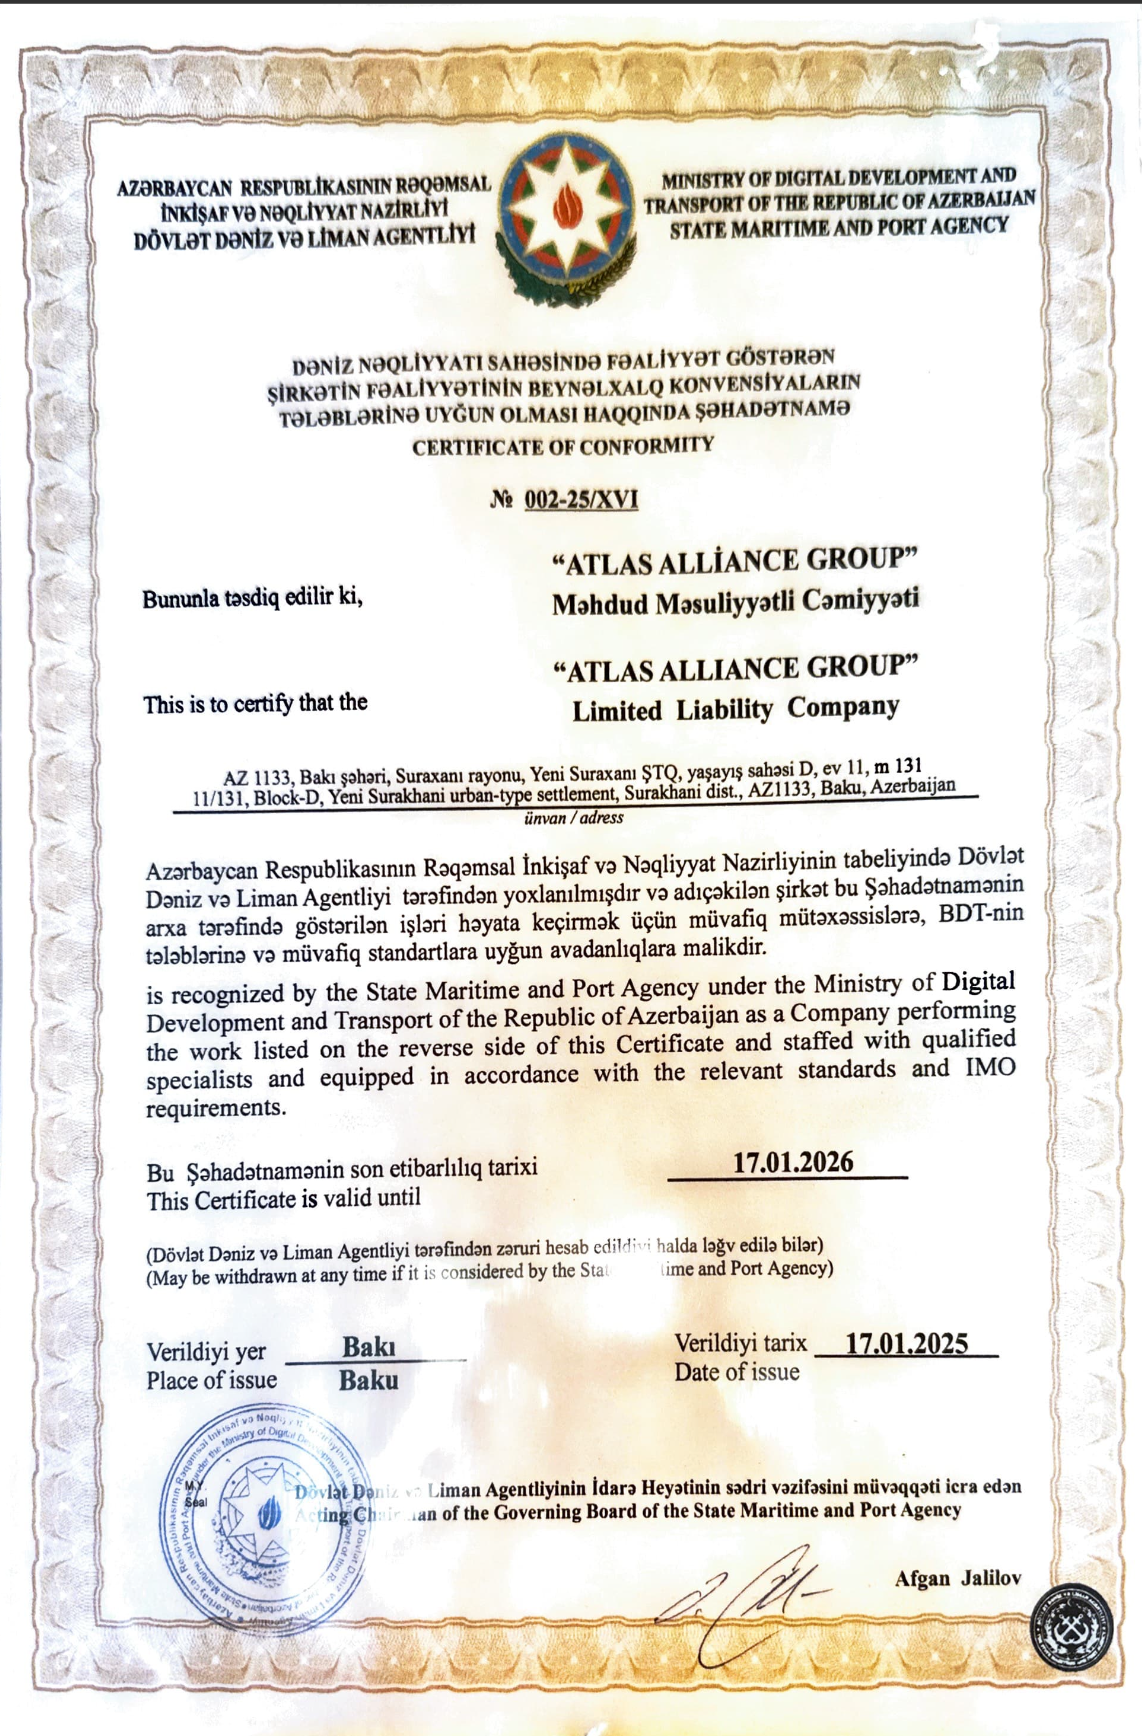 AZƏRBAYCAN RESPUBLİKASININ RƏQƏMSAL
İNKİŞAF VƏ NƏQLİYYAT NAZİRLİYİ
DÖVLƏT DƏNİZ VƏ LİMAN AGENTLİYİ
MINISTRY OF DIGITAL DEVELOPMENT AND
TRANSPORT OF THE REPUBLIC OF AZERBAIJAN
STATE MARITIME AND PORT AGENCY
DƏNİZ NƏQLİYYATI SAHƏSİNDƏ FƏALİYYƏT GÖSTƏRƏN
ŞİRKƏTİN FƏALİYYƏTİNİN BEYNƏLXALQ KONVENSİYALARIN
TƏLƏBLƏRİNƏ UYĞUN OLMASI HAQQINDA ŞƏHADƏTNAMƏ
CERTIFICATE OF CONFORMITY
№ 002-25/XVI
“ATLAS ALLİANCE GROUP”
Bununla təsdiq edilir ki,
Məhdud Məsuliyyətli Cəmiyyəti
“ATLAS ALLIANCE GROUP”
This is to certify that the
Limited Liability Company
AZ 1133, Bakı şəhəri, Suraxanı rayonu, Yeni Suraxanı ŞTQ, yaşayış sahəsi D, ev 11, m 131
11/131, Block-D, Yeni Surakhani urban-type settlement, Surakhani dist., AZ1133, Baku, Azerbaijan
ünvan / adress
Azərbaycan Respublikasının Rəqəmsal İnkişaf və Nəqliyyat Nazirliyinin tabeliyində Dövlət
Dəniz və Liman Agentliyi tərəfindən yoxlanılmışdır və adıçəkilən şirkət bu Şəhadətnamənin
arxa tərəfində göstərilən işləri həyata keçirmək üçün müvafiq mütəxəssislərə, BDT-nin
tələblərinə və müvafiq standartlara uyğun avadanlıqlara malikdir.
is recognized by the State Maritime and Port Agency under the Ministry of Digital
Development and Transport of the Republic of Azerbaijan as a Company performing
the work listed on the reverse side of this Certificate and staffed with qualified
specialists and equipped in accordance with the relevant standards and IMO
requirements.
Bu Şəhadətnamənin son etibarlılıq tarixi
17.01.2026
This Certificate is valid until
(Dövlət Dəniz və Liman Agentliyi tərəfindən zəruri hesab edildiyi halda ləğv edilə bilər)
(May be withdrawn at any time if it is considered by the and Port Agency)
Verildiyi yer Bakı
Place of issue Baku
Verildiyi tarix 17.01.2025
Date of issue
M.Y.
Seal
Dövlət Dəniz və Liman Agentliyinin İdarə Heyətinin sədri vəzifəsini müvəqqəti icra edən
Acting Chairman of the Governing Board of the State Maritime and Port Agency
Afgan Jalilov